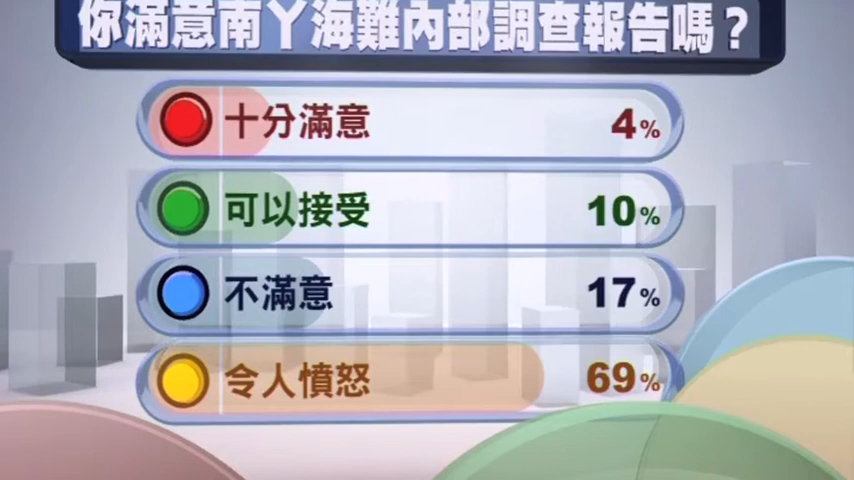 你滿意南丫海難內部調查報告嗎？
十分滿意 4%
可以接受 10%
不滿意 17%
令人憤怒 69%